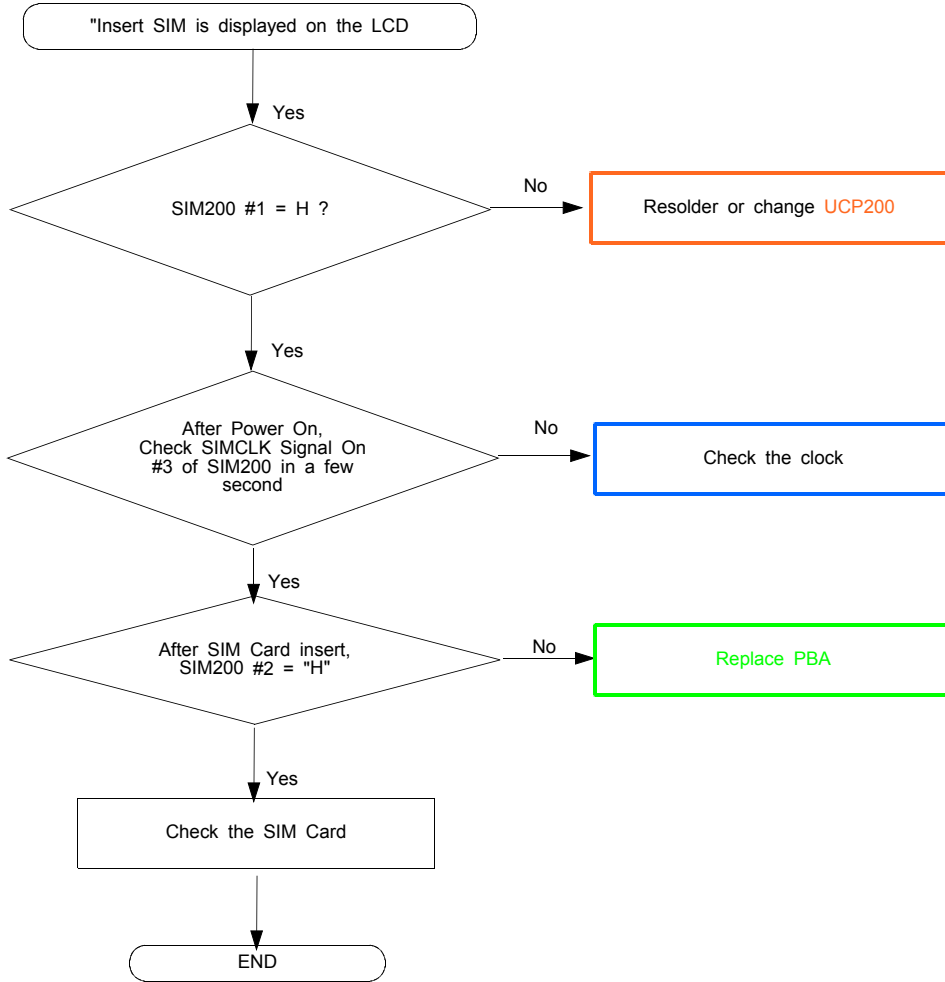 "Insert SIM is displayed on the LCD
Yes
SIM200 #1 = H ?
No
Resolder or change UCP200
Yes
After Power On,
Check SIMCLK Signal On
#3 of SIM200 in a few
second
No
Check the clock
Yes
After SIM Card insert,
SIM200 #2 = "H"
No
Replace PBA
Yes
Check the SIM Card
END